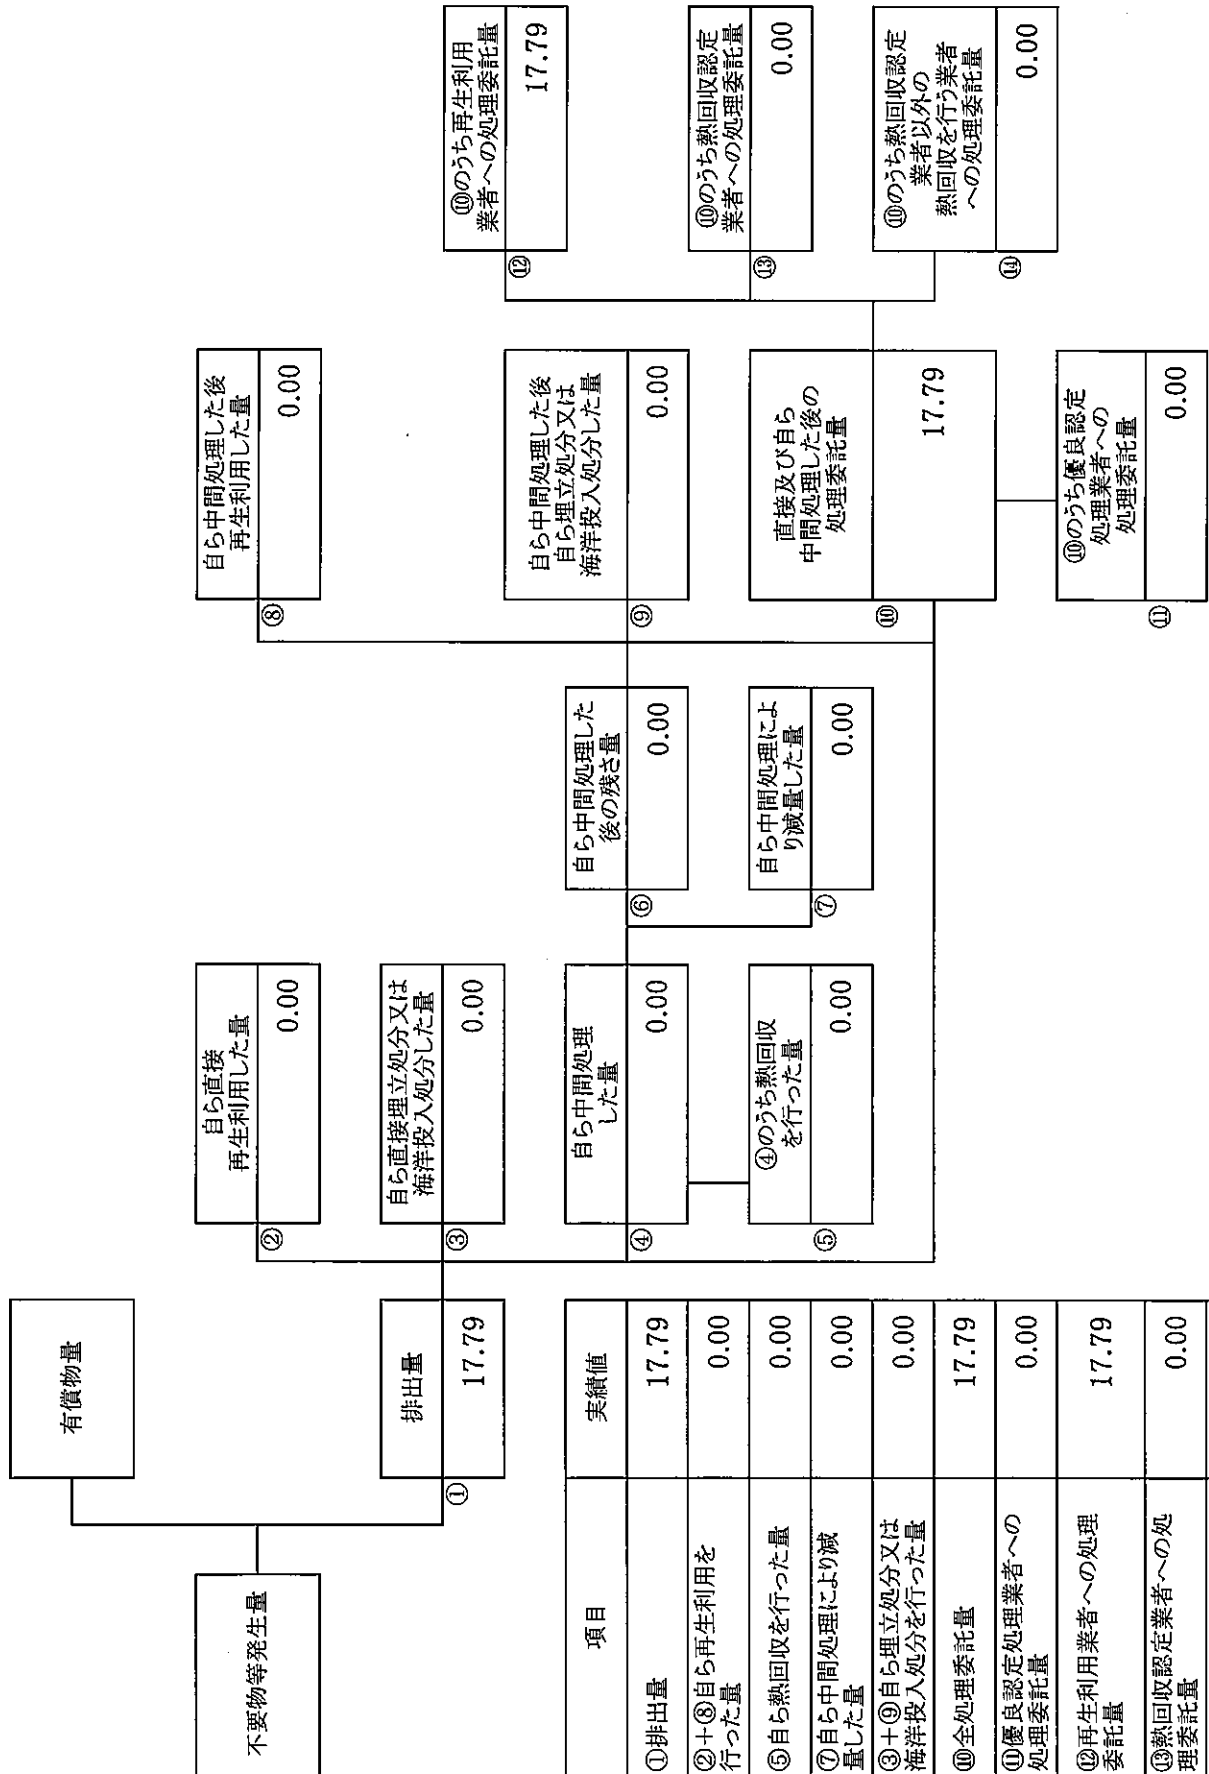 不要物等発生量
有償物量
①
排出量
17.79
②
自ら直接
再生利用した量
0.00
③
自ら直接埋立処分又は
海洋投入処分した量
0.00
④
自ら中間処理
した量
0.00
⑤
④のうち熱回収
を行った量
0.00
⑥
自ら中間処理した
後の残さ量
0.00
⑦
自ら中間処理によ
り減量した量
0.00
⑧
自ら中間処理した後
再生利用した量
0.00
⑨
自ら中間処理した後
自ら埋立処分又は
海洋投入処分した量
0.00
⑩
直接及び自ら
中間処理した後の
処理委託量
17.79
⑪
⑩のうち優良認定
処理業者への
処理委託量
0.00
⑫
⑩のうち再生利用
業者への処理委託量
17.79
⑬
⑩のうち熱回収認定
業者への処理委託量
0.00
⑭
⑩のうち熱回収認定
業者以外の
熱回収を行う業者
への処理委託量
0.00
項目
実績値
①排出量
17.79
②+⑧自ら再生利用を
行った量
0.00
⑤自ら熱回収を行った量
0.00
⑦自ら中間処理により減
量した量
0.00
③+⑨自ら埋立処分又は
海洋投入処分を行った量
0.00
⑩全処理委託量
17.79
⑪優良認定処理業者への
処理委託量
0.00
⑫再生利用業者への処理
委託量
17.79
⑬熱回収認定業者への処
理委託量
0.00